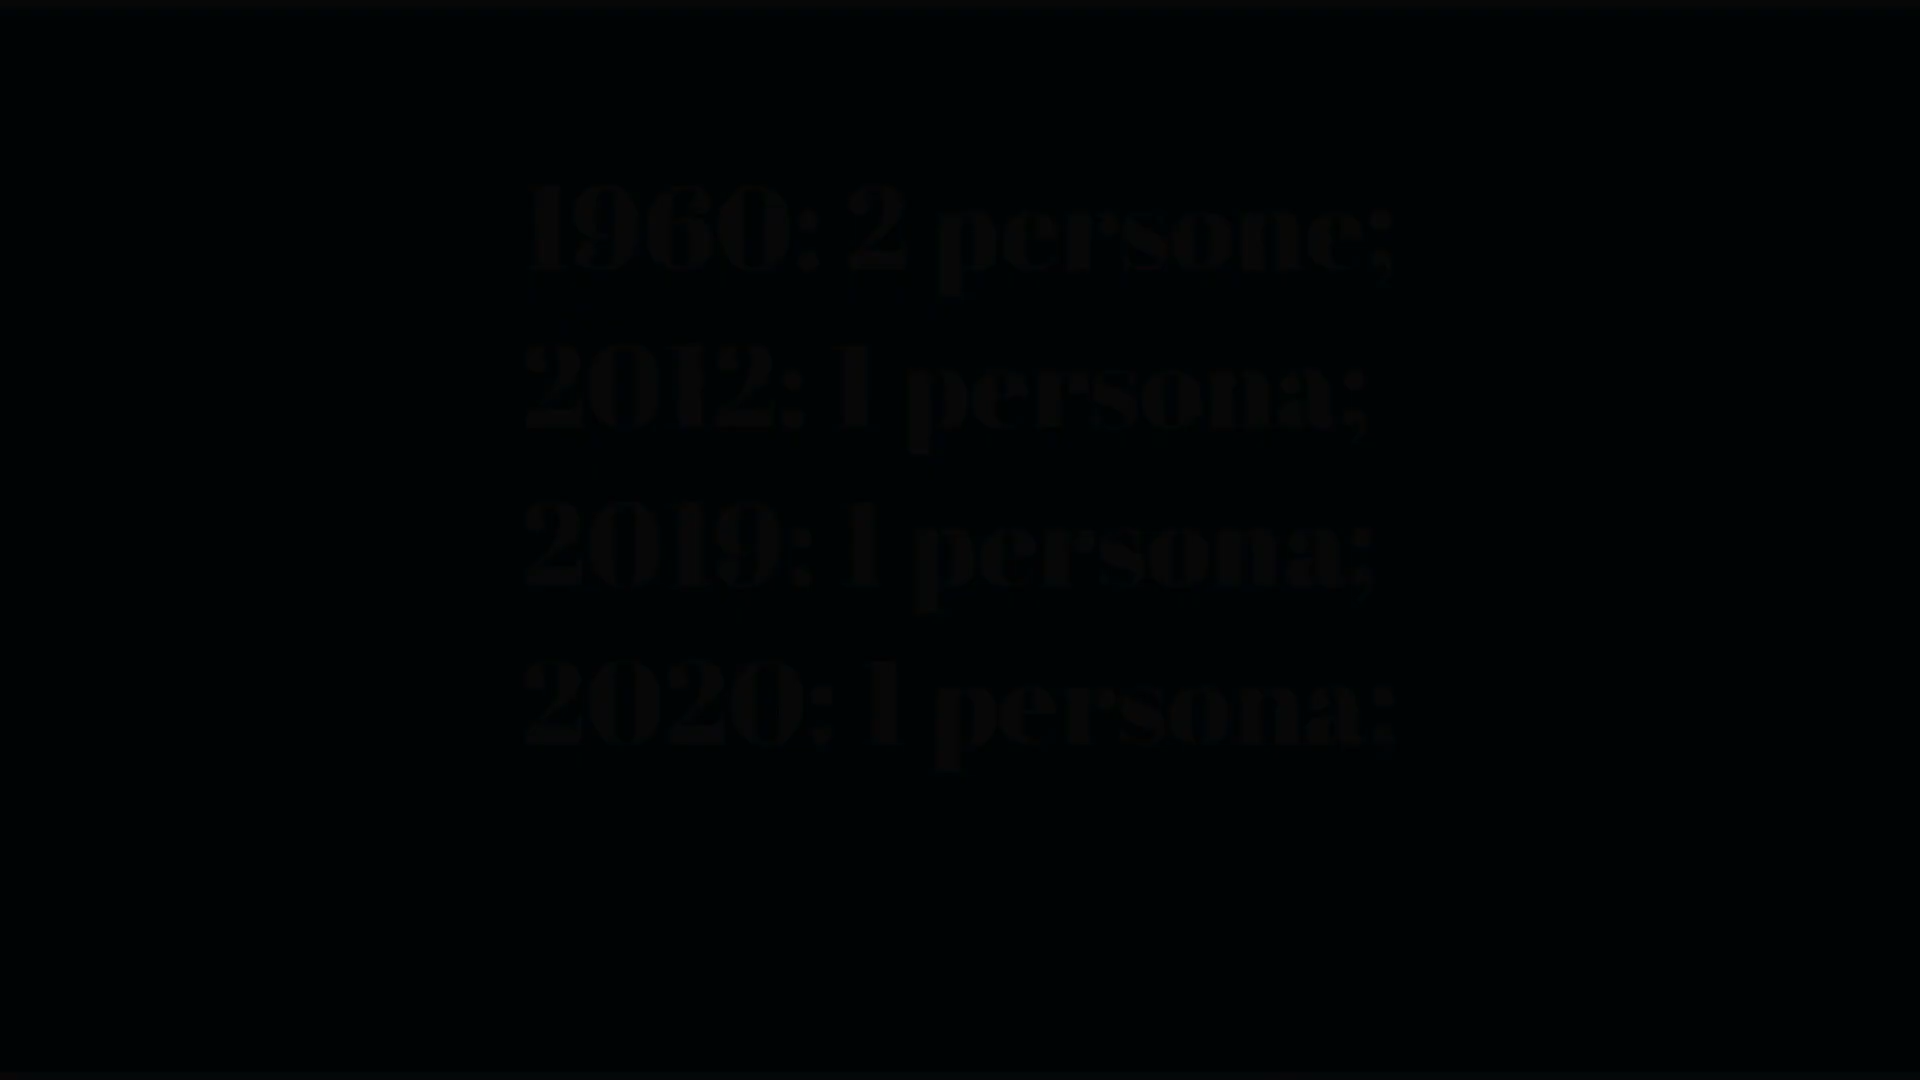 1960: 2 persone;
2012: 1 persona;
2019: 1 persona;
2020: 1 persona;